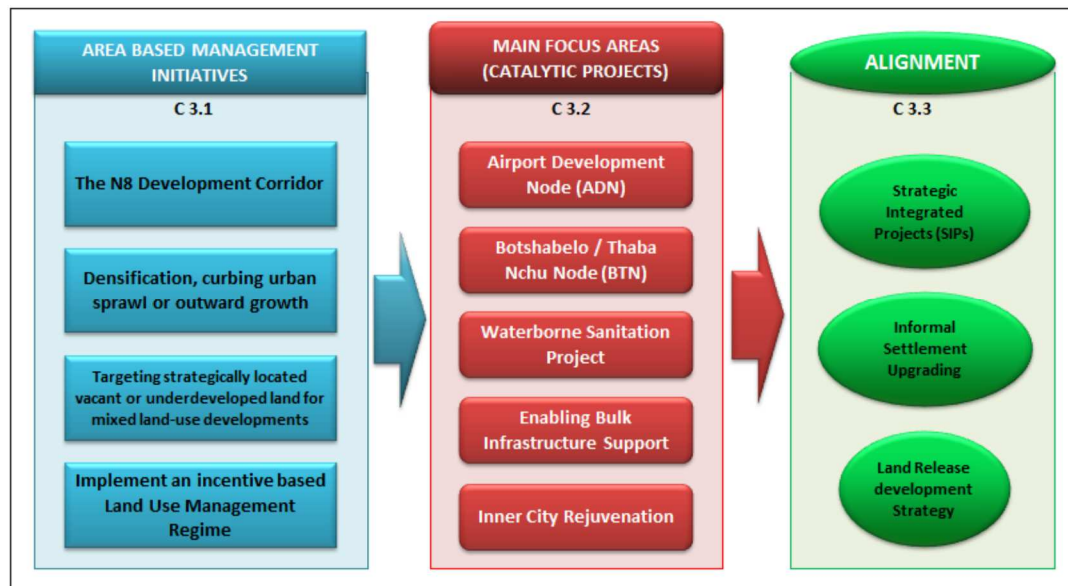 AREA BASED MANAGEMENT
INITIATIVES
C 3.1
The N8 Development Corridor
Densification, curbing urban
sprawl or outward growth
Targeting strategically located
vacant or underdeveloped land for
mixed land-use developments
Implement an incentive based
Land Use Management
Regime
MAIN FOCUS AREAS
(CATALYTIC PROJECTS)
C 3.2
Airport Development
Node (ADN)
Botshabelo / Thaba
Nchu Node (BTN)
Waterborne Sanitation
Project
Enabling Bulk
Infrastructure Support
Inner City Rejuvenation
ALIGNMENT
C 3.3
Strategic
Integrated
Projects (SIPs)
Informal
Settlement
Upgrading
Land Release
development
Strategy